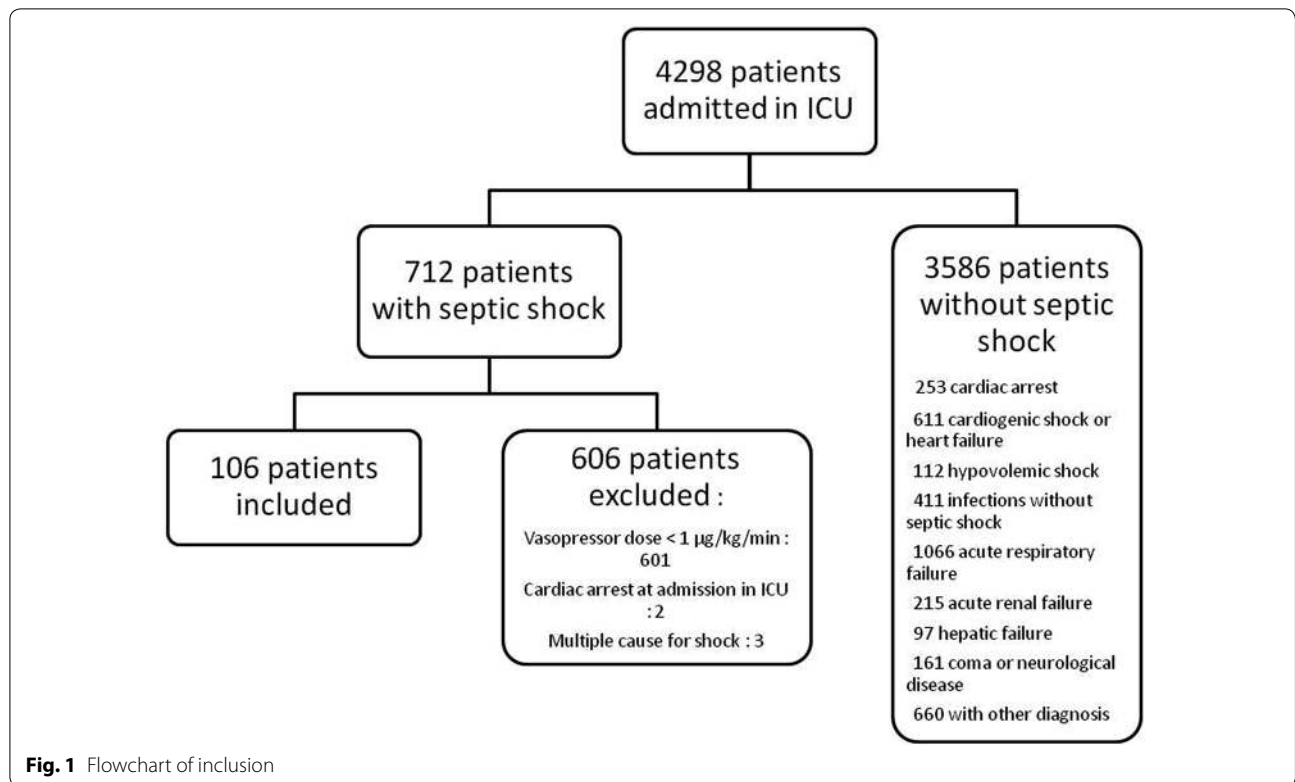 4298 patients
admitted in ICU
712 patients
with septic shock
3586 patients
without septic
shock
253 cardiac arrest
611 cardiogenic shock or
heart failure
112 hypovolemic shock
411 infections without
septic shock
1066 acute respiratory
failure
215 acute renal failure
97 hepatic failure
161 coma or neurological
disease
660 with other diagnosis
106 patients
included
606 patients
excluded :
Vasopressor dose < 1 µg/kg/min :
601
Cardiac arrest at admission in ICU
: 2
Multiple cause for shock : 3
Fig. 1 Flowchart of inclusion